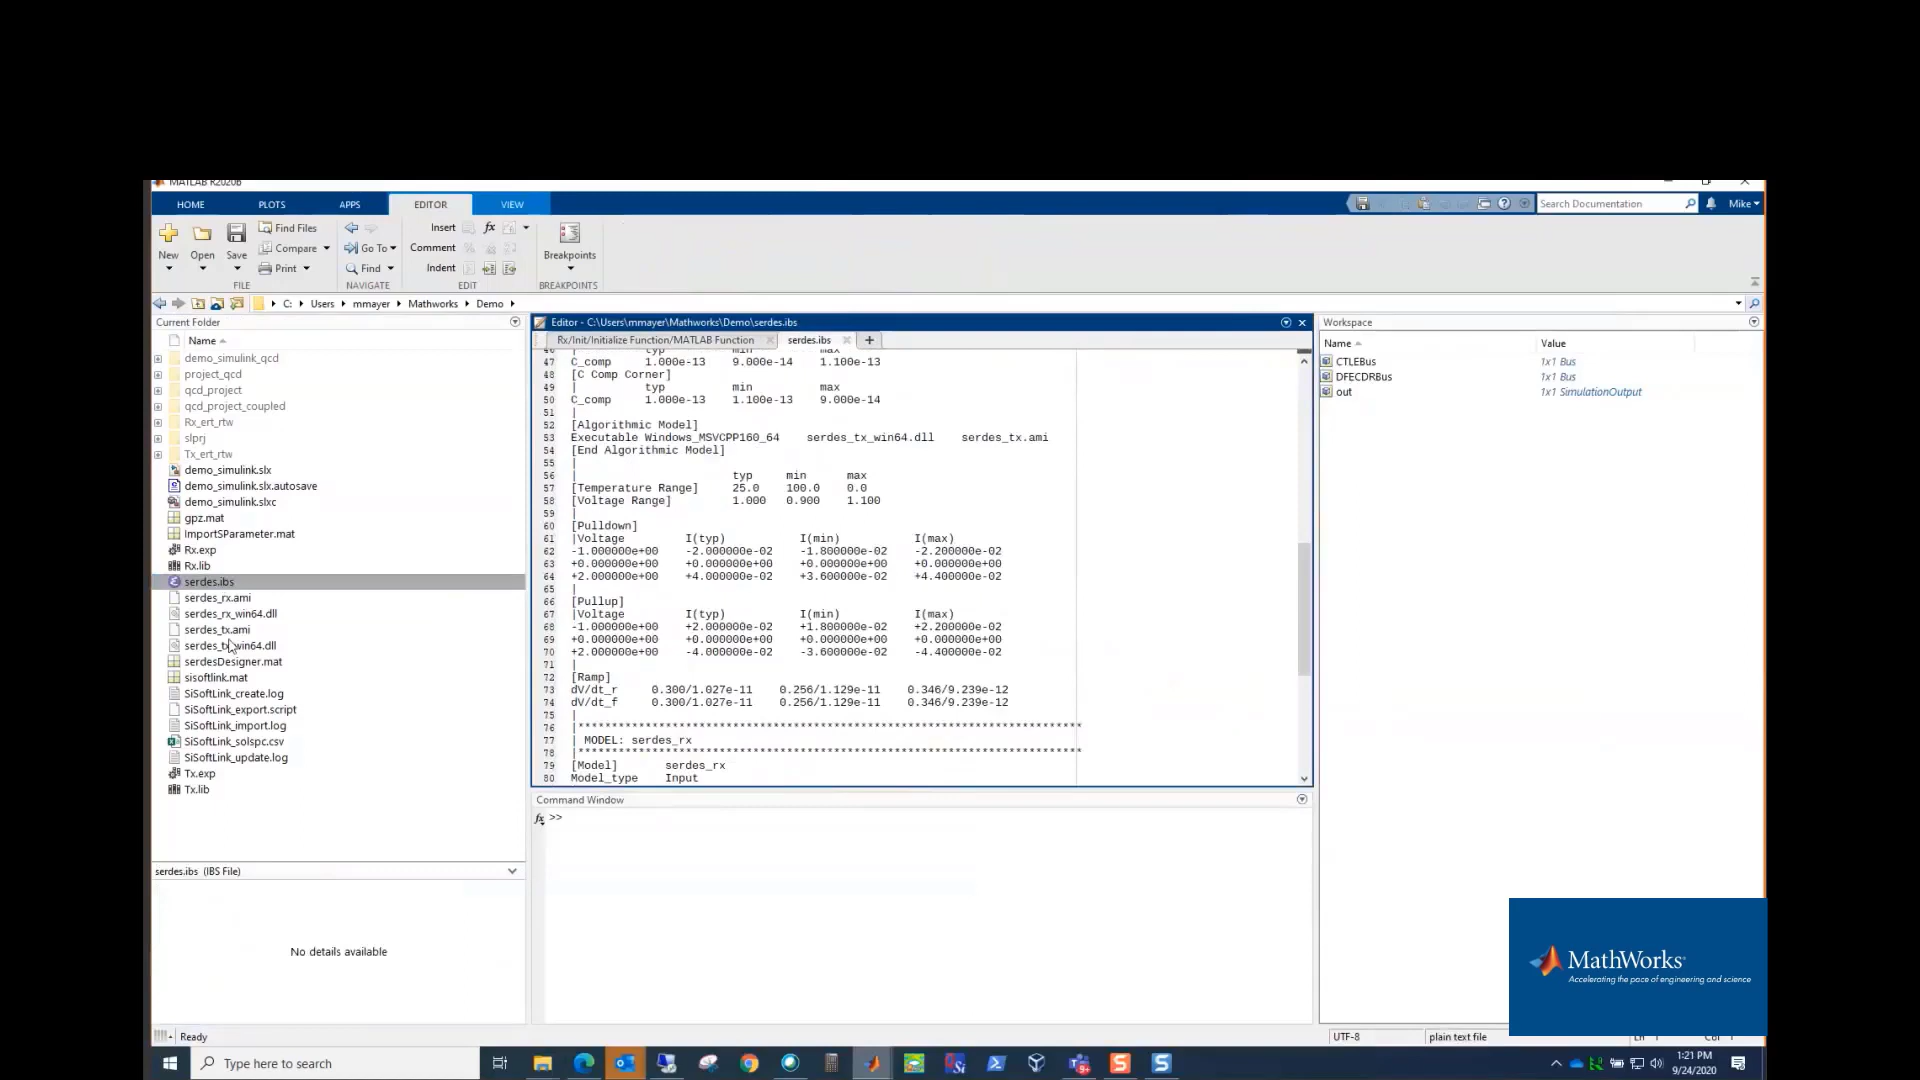 MATLAB R2020b
HOME PLOTS APPS EDITOR VIEW
Search Documentation
Mike
New Open Save
Find Files
Compare
Print
FILE
Go To
Find
NAVIGATE
Insert
Comment
Indent
EDIT
Breakpoints
BREAKPOINTS
C: Users mmayer Mathworks Demo
Current Folder
Name
demo_simulink_qcd
project_qcd
qcd_project
qcd_project_coupled
Rx_ert_rtw
slprj
Tx_ert_rtw
demo_simulink.slx
demo_simulink.slx.autosave
demo_simulink.slxc
gpz.mat
ImportSParameter.mat
Rx.exp
Rx.lib
serdes.ibs
serdes_rx.ami
serdes_rx_win64.dll
serdes_tx.ami
serdes_tx_win64.dll
serdesDesigner.mat
sisoftlink.mat
SiSoftLink_create.log
SiSoftLink_export.script
SiSoftLink_import.log
SiSoftLink_solspc.csv
SiSoftLink_update.log
Tx.exp
Tx.lib
serdes.ibs (IBS File)
No details available
Ready
Editor - C:\Users\mmayer\Mathworks\Demo\serdes.ibs
Rx/Init/Initialize Function/MATLAB Function serdes.ibs
46 | typ min max
47 C_comp 1.000e-13 9.000e-14 1.100e-13
48 [C Comp Corner]
49 | typ min max
50 C_comp 1.000e-13 1.100e-13 9.000e-14
51 |
52 [Algorithmic Model]
53 Executable Windows_MSVCPP160_64 serdes_tx_win64.dll serdes_tx.ami
54 [End Algorithmic Model]
55 |
56 | typ min max
57 [Temperature Range] 25.0 100.0 0.0
58 [Voltage Range] 1.000 0.900 1.100
59 |
60 [Pulldown]
61 |Voltage I(typ) I(min) I(max)
62 -1.000000e+00 -2.000000e-02 -1.800000e-02 -2.200000e-02
63 +0.000000e+00 +0.000000e+00 +0.000000e+00 +0.000000e+00
64 +2.000000e+00 +4.000000e-02 +3.600000e-02 +4.400000e-02
65 |
66 [Pullup]
67 |Voltage I(typ) I(min) I(max)
68 -1.000000e+00 +2.000000e-02 +1.800000e-02 +2.200000e-02
69 +0.000000e+00 +0.000000e+00 +0.000000e+00 +0.000000e+00
70 +2.000000e+00 -4.000000e-02 -3.600000e-02 -4.400000e-02
71 |
72 [Ramp]
73 dV/dt_r 0.300/1.027e-11 0.256/1.129e-11 0.346/9.239e-12
74 dV/dt_f 0.300/1.027e-11 0.256/1.129e-11 0.346/9.239e-12
75 |
76 |***************************************************************************
77 | MODEL: serdes_rx
78 |***************************************************************************
79 [Model] serdes_rx
80 Model_type Input
Command Window
fx >>
Workspace
Name Value
CTLEBus 1x1 Bus
DFECDRBus 1x1 Bus
out 1x1 SimulationOutput
MathWorks
Accelerating the pace of engineering and science
UTF-8 plain text file Ln Col
Type here to search
1:21 PM
9/24/2020